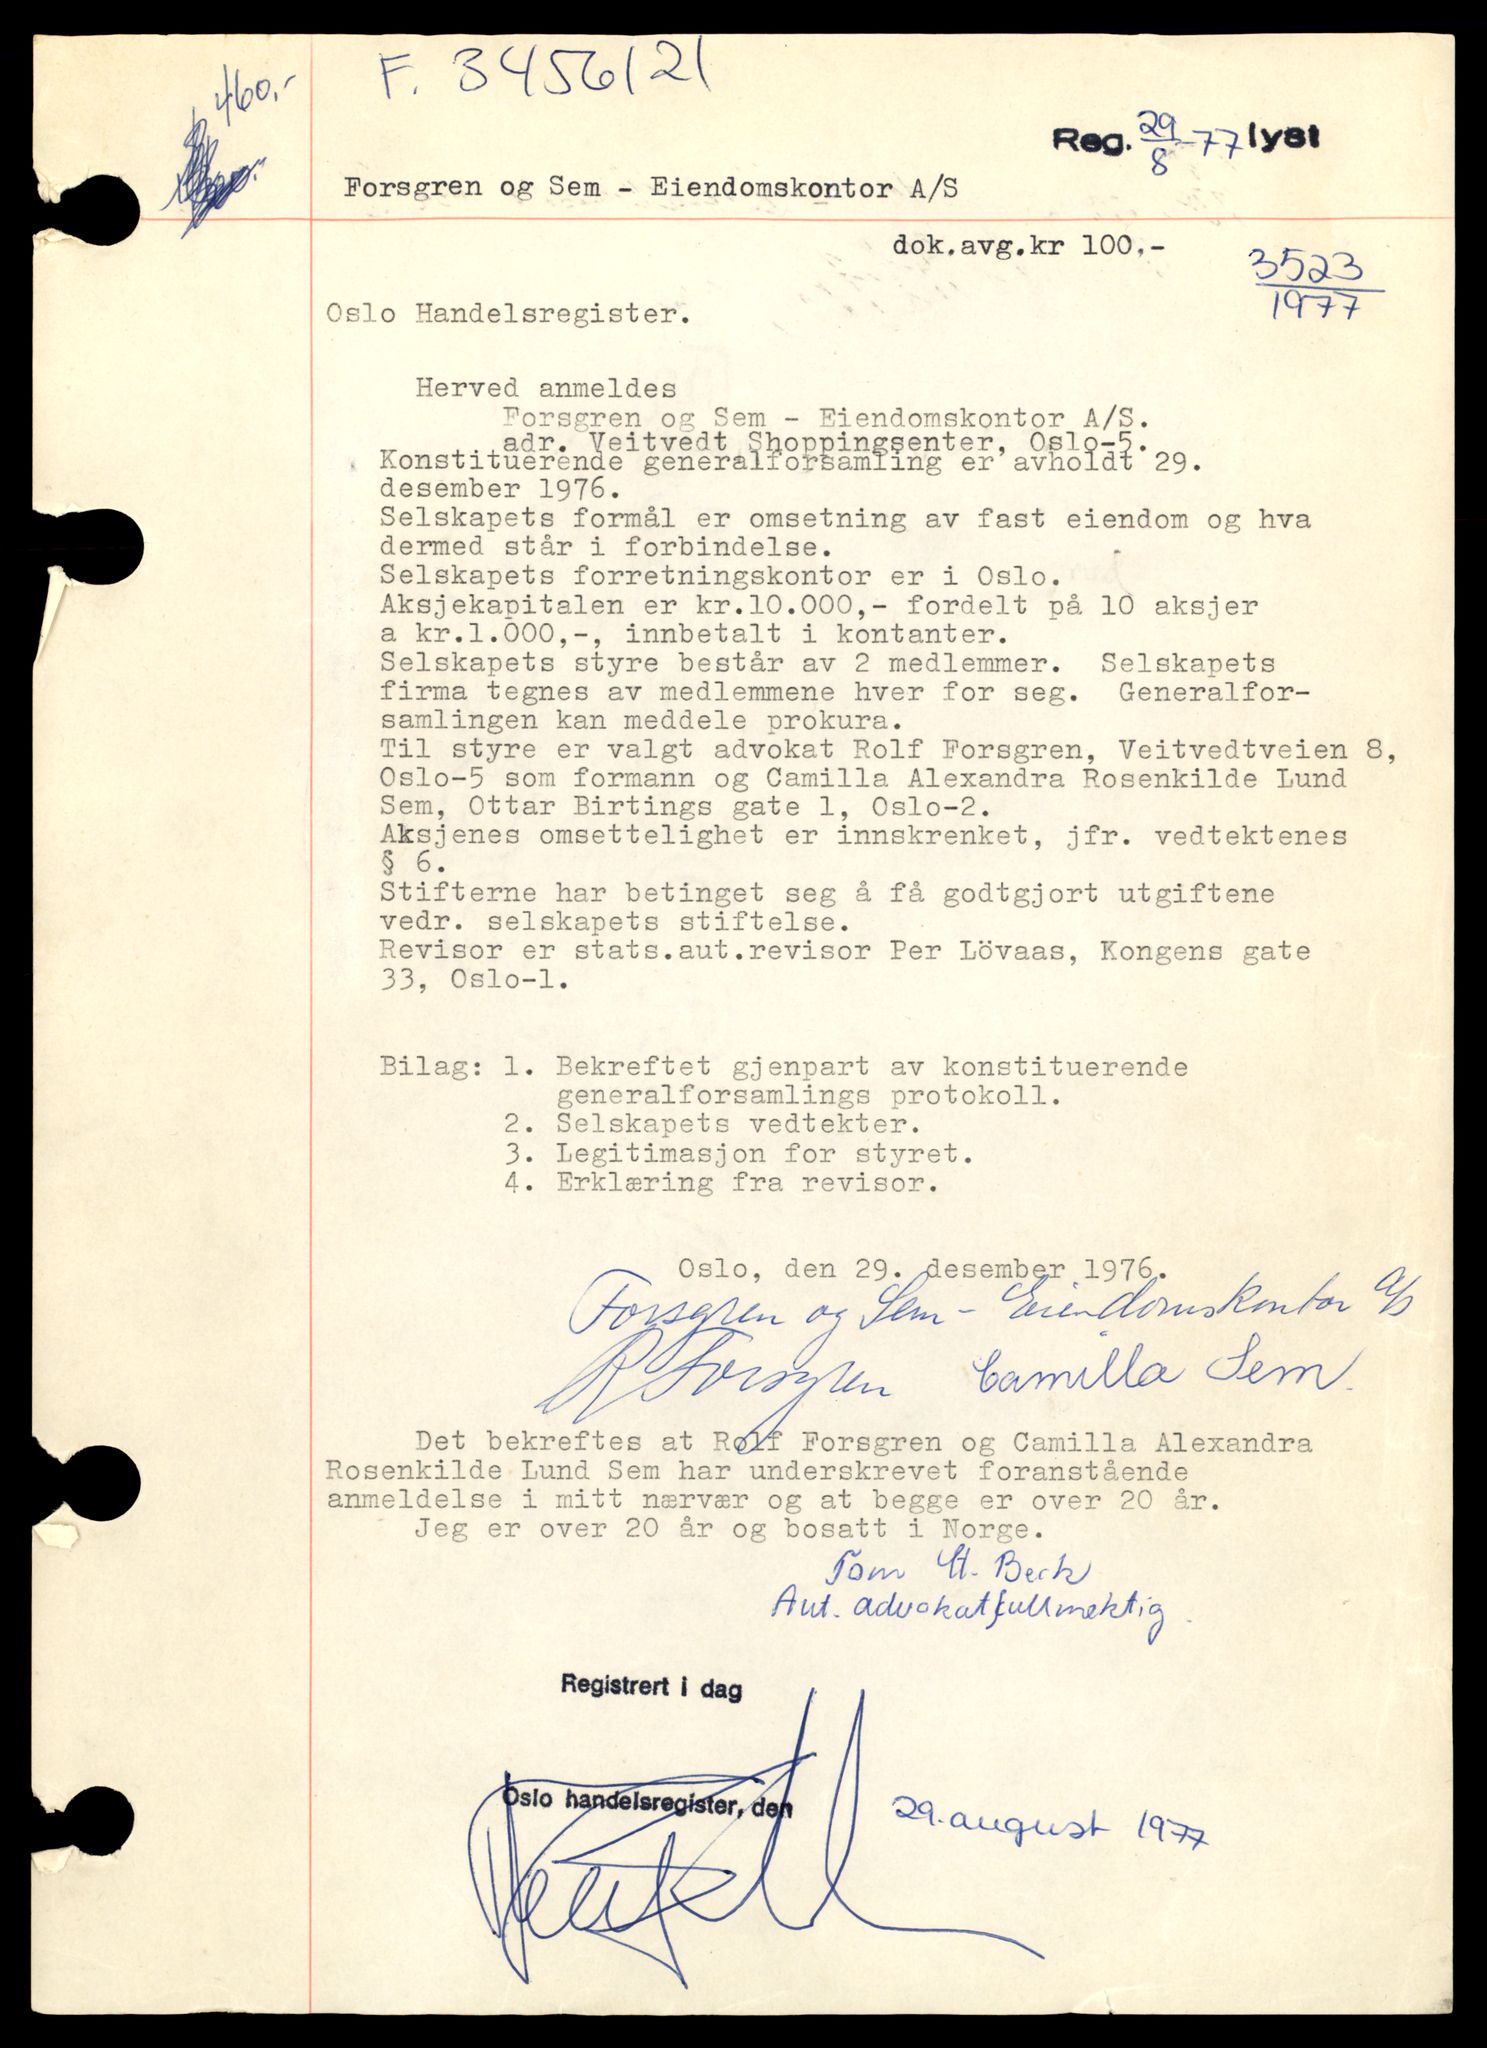 460,-
F. 3456121
Reg. 29/8-77 lyst
Forsgren og Sem - Eiendomskontor A/S
dok.avg.kr 100,-
3523
1977
Oslo Handelsregister.
Herved anmeldes
Forsgren og Sem - Eiendomskontor A/S.
adr. Veitvedt Shoppingsenter, Oslo-5.
Konstituerende generalforsamling er avholdt 29.
desember 1976.
Selskapets formål er omsetning av fast eiendom og hva
dermed står i forbindelse.
Selskapets forretningskontor er i Oslo.
Aksjekapitalen er kr.10.000,- fordelt på 10 aksjer
a kr.1.000,-, innbetalt i kontanter.
Selskapets styre består av 2 medlemmer. Selskapets
firma tegnes av medlemmene hver for seg. Generalfor-
samlingen kan meddele prokura.
Til styre er valgt advokat Rolf Forsgren, Veitvedtveien 8,
Oslo-5 som formann og Camilla Alexandra Rosenkilde Lund
Sem, Ottar Birtings gate 1, Oslo-2.
Aksjenes omsettelighet er innskrenket, jfr. vedtektenes
§ 6.
Stifterne har betinget seg å få godtgjort utgiftene
vedr. selskapets stiftelse.
Revisor er stats.aut.revisor Per Lövaas, Kongens gate
33, Oslo-1.
Bilag: 1. Bekreftet gjenpart av konstituerende
generalforsamlings protokoll.
2. Selskapets vedtekter.
3. Legitimasjon for styret.
4. Erklæring fra revisor.
Oslo, den 29. desember 1976.
Forsgren og Sem - Eiendomskontor A/S
R Forsgren Camilla Sem.
Det bekreftes at Rolf Forsgren og Camilla Alexandra
Rosenkilde Lund Sem har underskrevet foranstående
anmeldelse i mitt nærvær og at begge er over 20 år.
Jeg er over 20 år og bosatt i Norge.
Tom H. Beck
Aut. advokatfullmektig.
Registrert i dag
Oslo handelsregister, den 29. august 1977